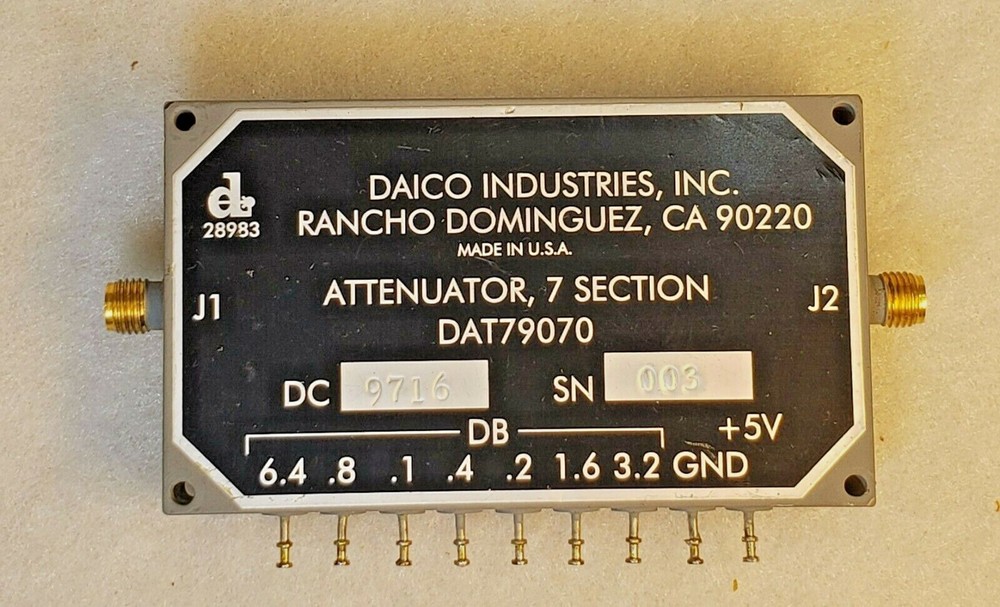 d
28983
DAICO INDUSTRIES, INC.
RANCHO DOMINGUEZ, CA 90220
MADE IN U.S.A.
ATTENUATOR, 7 SECTION
DAT79070
J1
J2
DC 9716 SN 003
DB +5V
6.4 .8 .1 .4 .2 1.6 3.2 GND